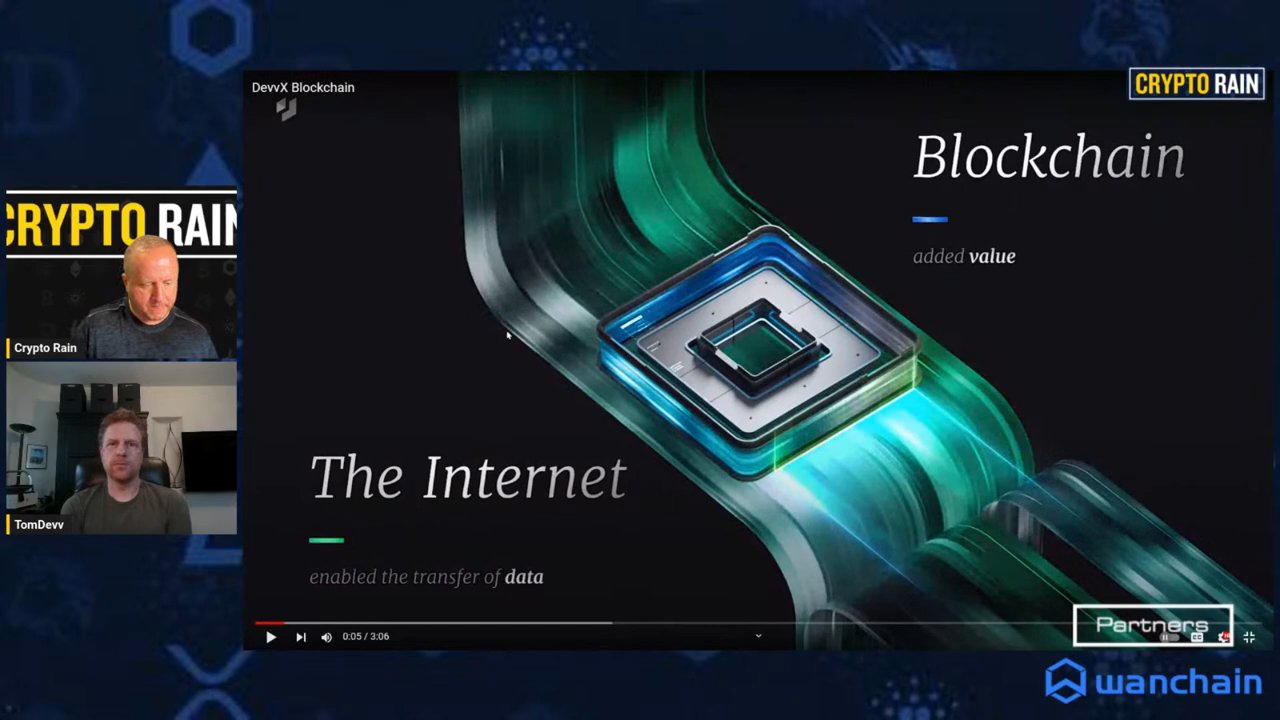 DevvX Blockchain
CRYPTO RAIN
Blockchain
added value
CRYPTO RAIN
Crypto Rain
TomDevv
The Internet
enabled the transfer of data
0:05 / 3:06
Partners
wanchain